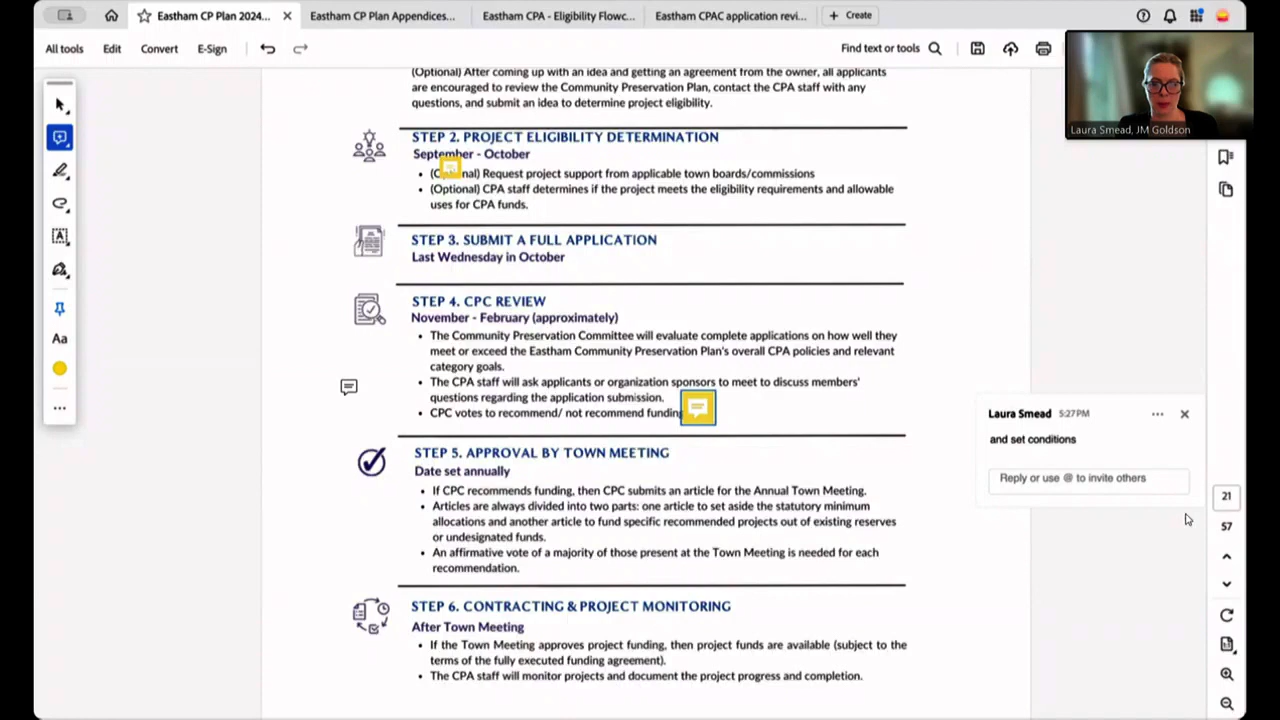 Eastham CP Plan 2024...
Eastham CP Plan Appendices...
Eastham CPA - Eligibility Flowc...
Eastham CPAC application revi...
+ Create
All tools
Edit
Convert
E-Sign
Find text or tools
Laura Smead, JM Goldson
(Optional) After coming up with an idea and getting an agreement from the owner, all applicants
are encouraged to review the Community Preservation Plan, contact the CPA staff with any
questions, and submit an idea to determine project eligibility.
STEP 2. PROJECT ELIGIBILITY DETERMINATION
September - October
• (O nal) Request project support from applicable town boards/commissions
• (Optional) CPA staff determines if the project meets the eligibility requirements and allowable
uses for CPA funds.
STEP 3. SUBMIT A FULL APPLICATION
Last Wednesday in October
STEP 4. CPC REVIEW
November - February (approximately)
• The Community Preservation Committee will evaluate complete applications on how well they
meet or exceed the Eastham Community Preservation Plan's overall CPA policies and relevant
category goals.
• The CPA staff will ask applicants or organization sponsors to meet to discuss members'
questions regarding the application submission.
• CPC votes to recommend/ not recommend funding
Laura Smead 5:27PM
and set conditions
Reply or use @ to invite others
STEP 5. APPROVAL BY TOWN MEETING
Date set annually
• If CPC recommends funding, then CPC submits an article for the Annual Town Meeting.
• Articles are always divided into two parts: one article to set aside the statutory minimum
allocations and another article to fund specific recommended projects out of existing reserves
or undesignated funds.
• An affirmative vote of a majority of those present at the Town Meeting is needed for each
recommendation.
STEP 6. CONTRACTING & PROJECT MONITORING
After Town Meeting
• If the Town Meeting approves project funding, then project funds are available (subject to the
terms of the fully executed funding agreement).
• The CPA staff will monitor projects and document the project progress and completion.
Aa
21
57